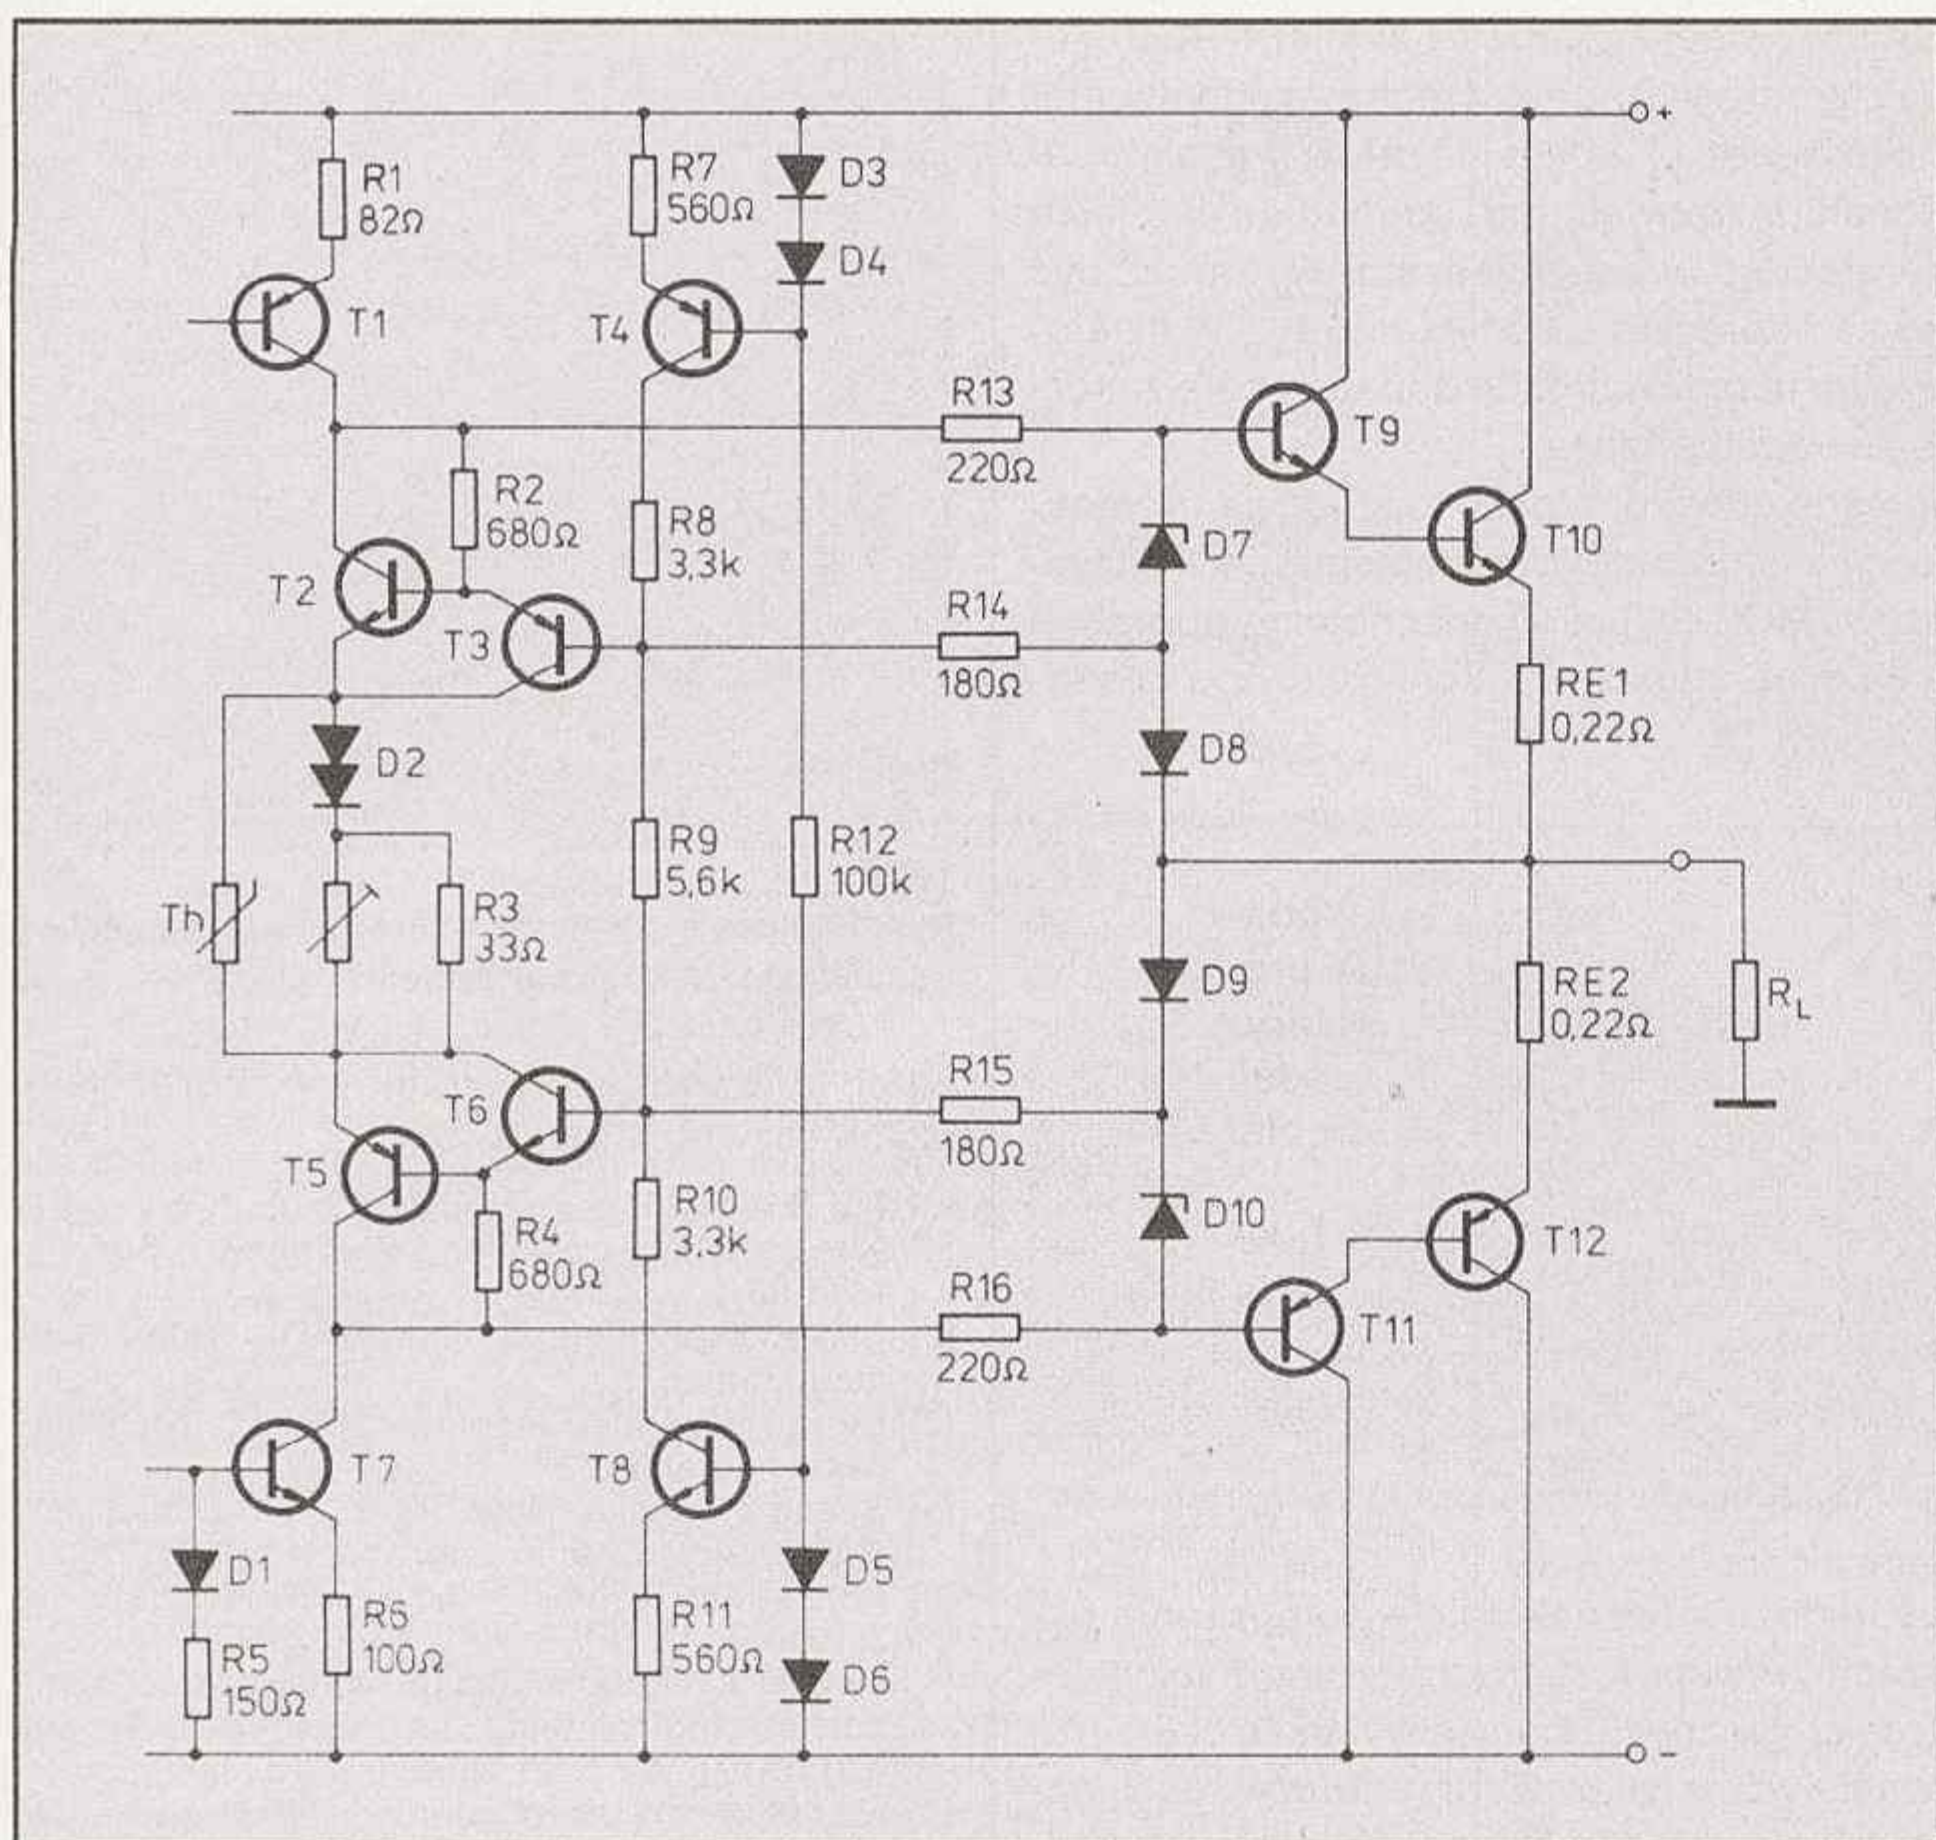 +
R1
82Ω
R7
560Ω
D3
D4
T1
T4
R13
220Ω
T9
R2
680Ω
R8
3,3k
D7
T10
T2
T3
R14
180Ω
RE1
0,22Ω
D2
D8
R9
5,6k
R12
100k
Th
R3
33Ω
D9
RE2
0,22Ω
RL
T6
R15
180Ω
T5
R10
3.3k
D10
T12
R4
680Ω
R16
220Ω
T11
T7
T8
D1
D5
R6
100Ω
R11
560Ω
R5
150Ω
D6
-